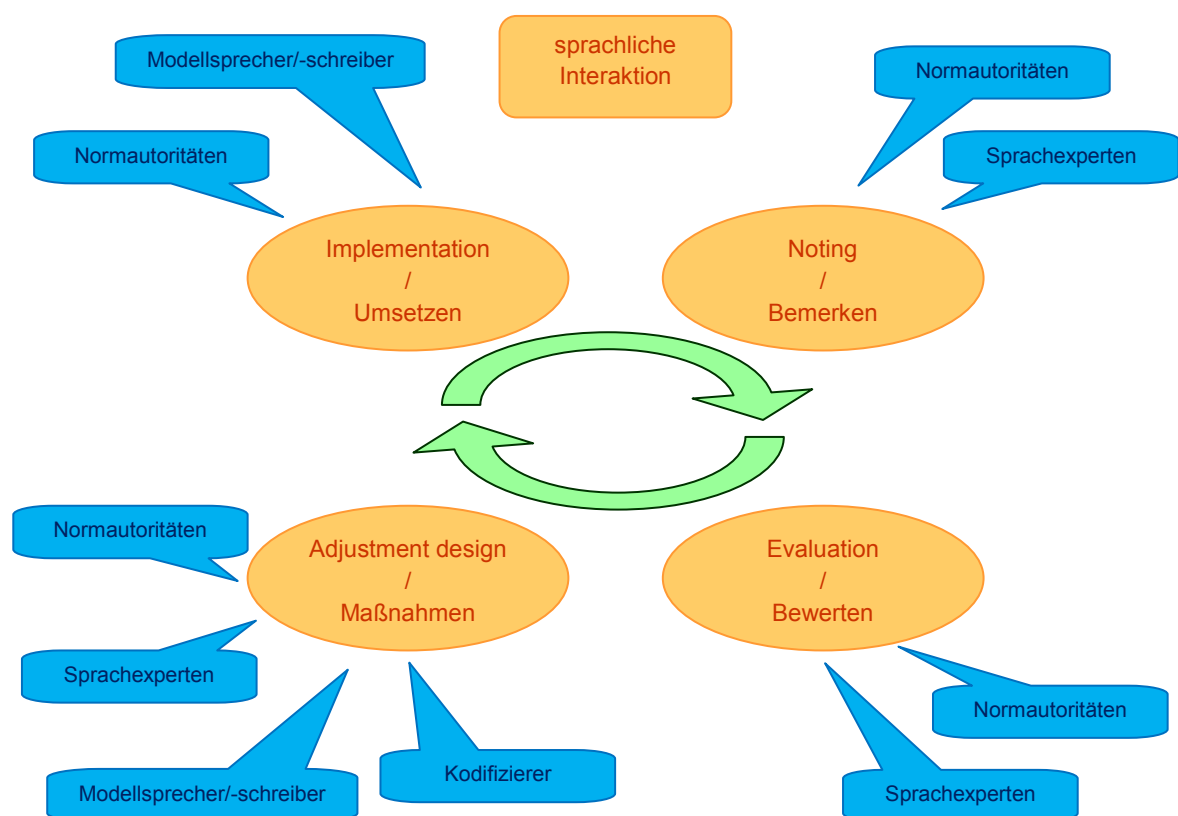 Modellsprecher/-schreiber
sprachliche
Interaktion
Normautoritäten
Normautoritäten
Sprachexperten
Implementation
/
Umsetzen
Noting
/
Bemerken
Normautoritäten
Adjustment design
/
Maßnahmen
Evaluation
/
Bewerten
Sprachexperten
Normautoritäten
Modellsprecher/-schreiber
Kodifizierer
Sprachexperten